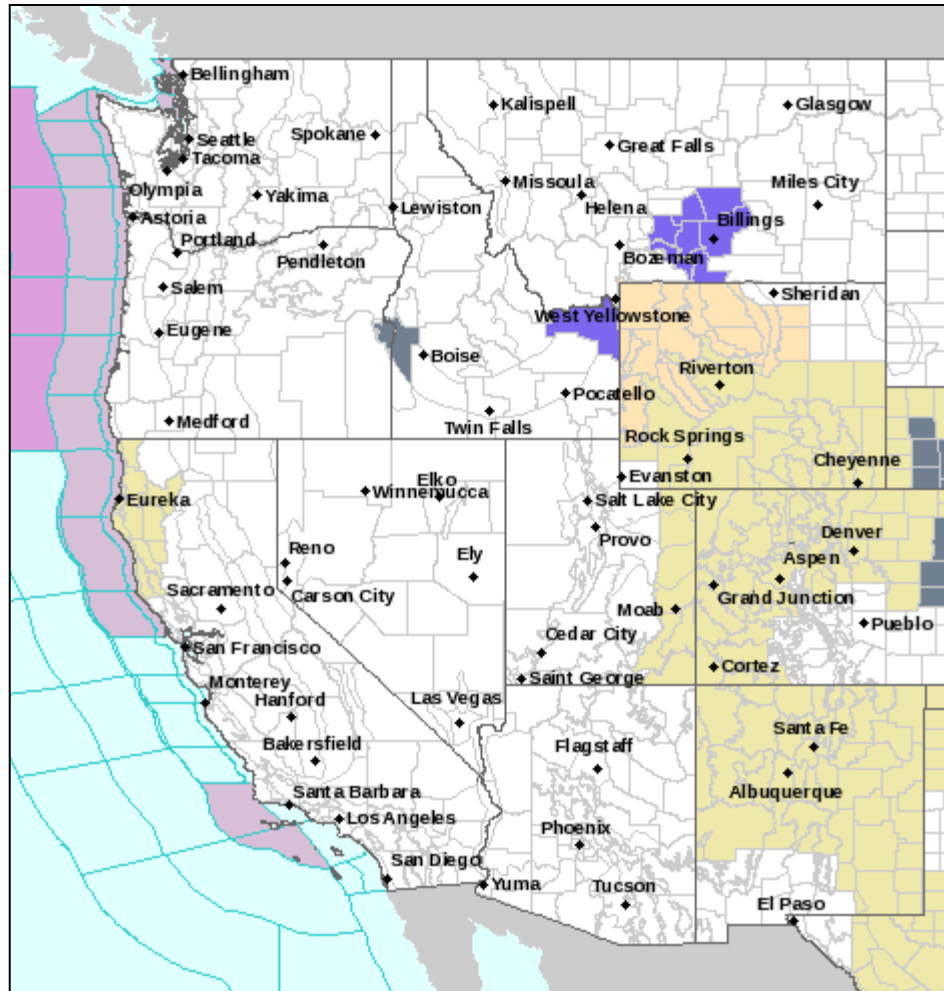 Bellingham
Kalispell
Glasgow
Seattle
Spokane
Great Falls
Tacoma
Olympia
Missoula
Miles City
Yakima
Lewiston
Helena
Astoria
Billings
Portland
Pendleton
Bozeman
Salem
Sheridan
West Yellowstone
Eugene
Boise
Riverton
Pocatello
Medford
Twin Falls
Rock Springs
Cheyenne
Elko
Winnemucca
Evanston
Eureka
Salt Lake City
Denver
Provo
Reno
Ely
Aspen
Carson City
Grand Junction
Sacramento
Moab
Pueblo
Cedar City
San Francisco
Cortez
Saint George
Monterey
Hanford
Las Vegas
Santa Fe
Flagstaff
Bakersfield
Albuquerque
Santa Barbara
Los Angeles
Phoenix
San Diego
Yuma
Tucson
El Paso